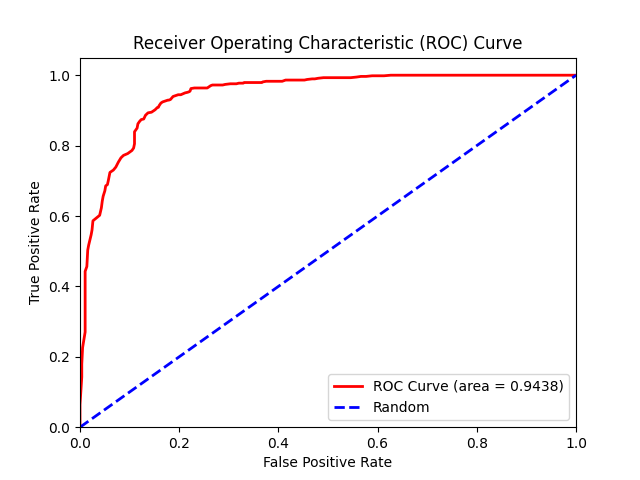 Receiver Operating Characteristic (ROC) Curve
1.0
0.8
0.6
0.4
0.2
0.0
True Positive Rate
ROC Curve (area = 0.9438)
Random
0.0 0.2 0.4 0.6 0.8 1.0
False Positive Rate